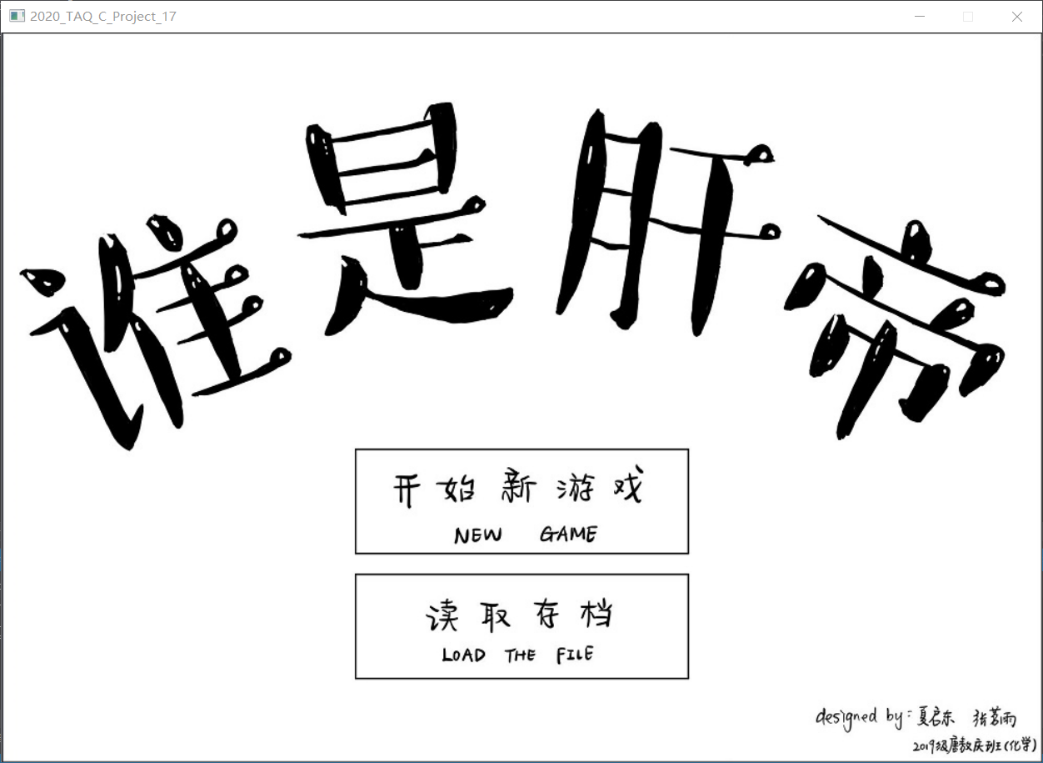 2020_TAQ_C_Project_17
谁是肝帝
开始新游戏
NEW GAME
读取存档
LOAD THE FILE
designed by:夏启东 张茗雨
2019级唐敖庆班(化学)